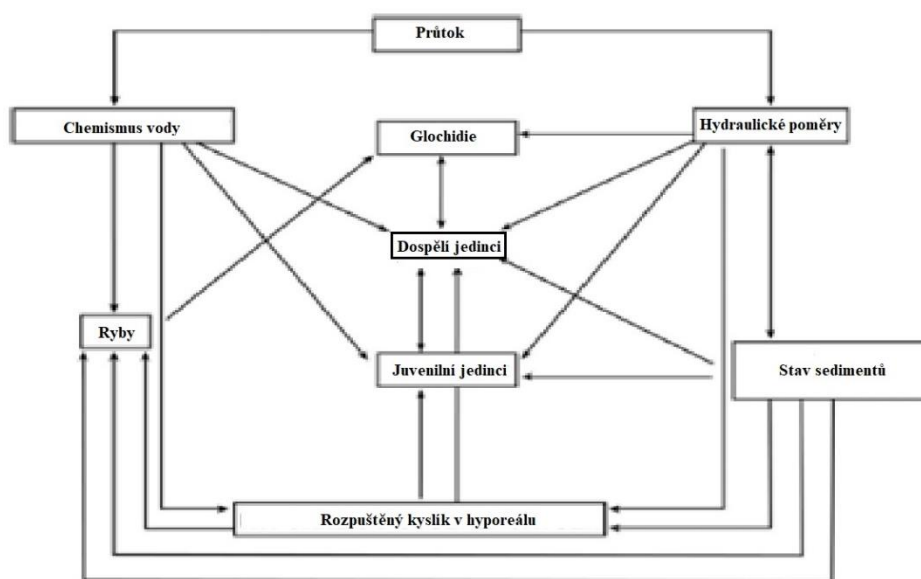 Průtok
Chemismus vody
Hydraulické poměry
Glochidie
Dospělí jedinci
Ryby
Juvenilní jedinci
Stav sedimentů
Rozpuštěný kyslík v hyporeálu